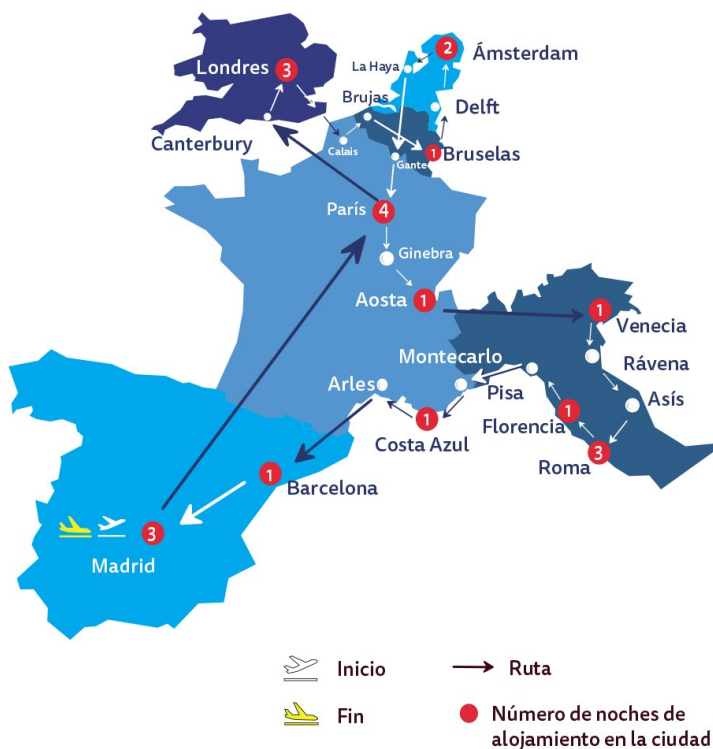 Londres 3
Canterbury
Calais
Brujas
La Haya
2 Ámsterdam
Delft
1 Bruselas
Gante
París 4
Ginebra
Aosta 1
1
Venecia
Rávena
Asís
Montecarlo
Pisa
Florencia 1
Roma 3
Arles
1
Costa Azul
1
Barcelona
3
Madrid
Inicio
Ruta
Fin
Número de noches de
alojamiento en la ciudad